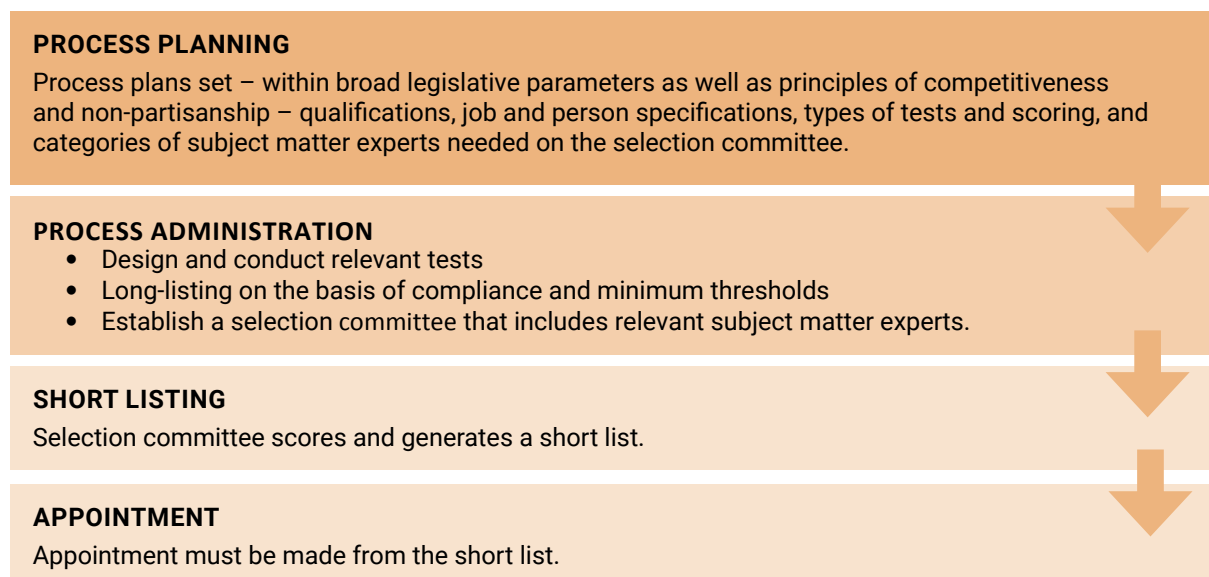 PROCESS PLANNING
Process plans set – within broad legislative parameters as well as principles of competitiveness
and non-partisanship – qualifications, job and person specifications, types of tests and scoring, and
categories of subject matter experts needed on the selection committee.
PROCESS ADMINISTRATION
• Design and conduct relevant tests
• Long-listing on the basis of compliance and minimum thresholds
• Establish a selection committee that includes relevant subject matter experts.
SHORT LISTING
Selection committee scores and generates a short list.
APPOINTMENT
Appointment must be made from the short list.